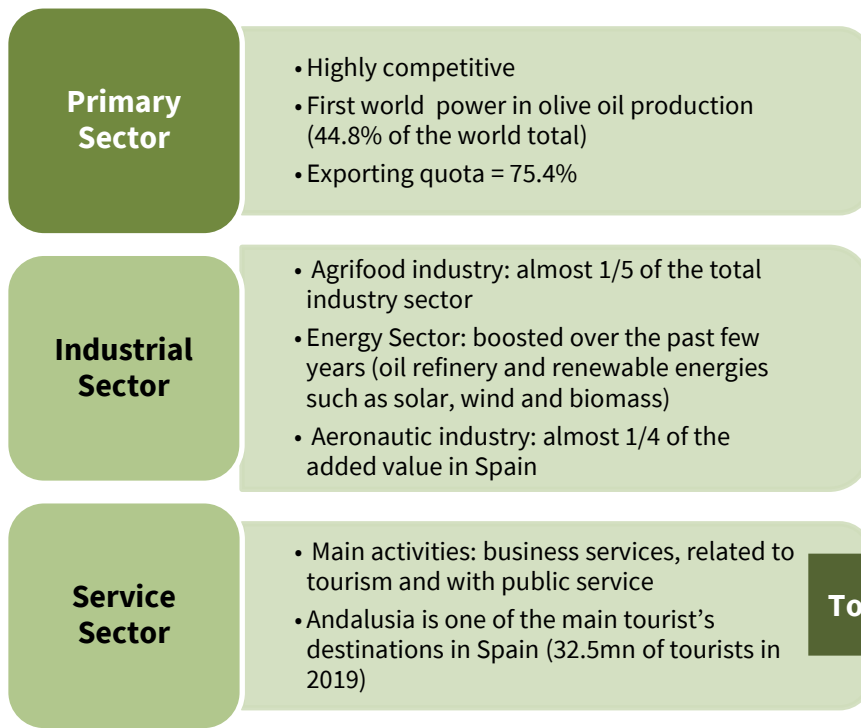 Primary
Sector
• Highly competitive
• First world power in olive oil production
(44.8% of the world total)
• Exporting quota = 75.4%
Industrial
Sector
• Agrifood industry: almost 1/5 of the total
industry sector
• Energy Sector: boosted over the past few
years (oil refinery and renewable energies
such as solar, wind and biomass)
• Aeronautic industry: almost 1/4 of the
added value in Spain
Service
Sector
• Main activities: business services, related to
tourism and with public service
• Andalusia is one of the main tourist’s
destinations in Spain (32.5mn of tourists in
2019)